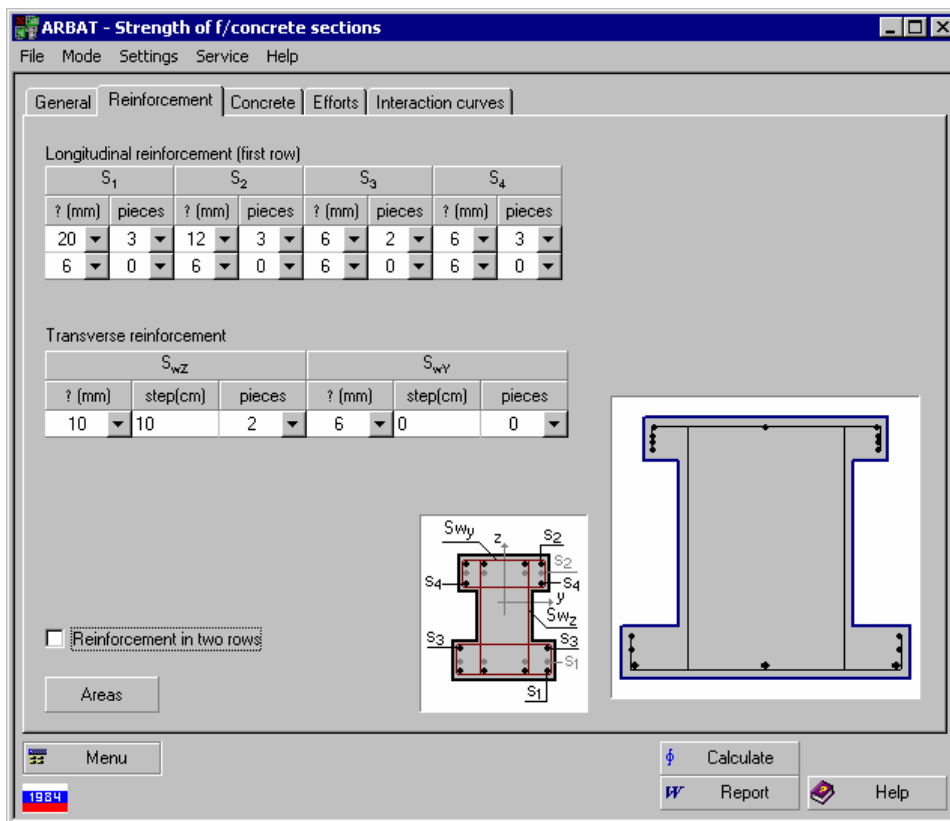 ARBAT - Strength of f/concrete sections
File Mode Settings Service Help
General Reinforcement Concrete Efforts Interaction curves
Longitudinal reinforcement (first row)
S1 S2 S3 S4
? (mm) pieces ? (mm) pieces ? (mm) pieces ? (mm) pieces
20 3 12 3 6 2 6 3
6 0 6 0 6 0 6 0
Transverse reinforcement
SwZ SwY
? (mm) step(cm) pieces ? (mm) step(cm) pieces
10 10 2 6 0 0
Swy z S2
S2
S4 S4
y
Swz
S3 S3
S1
S1
Reinforcement in two rows
Areas
Menu Calculate
1984 Report Help